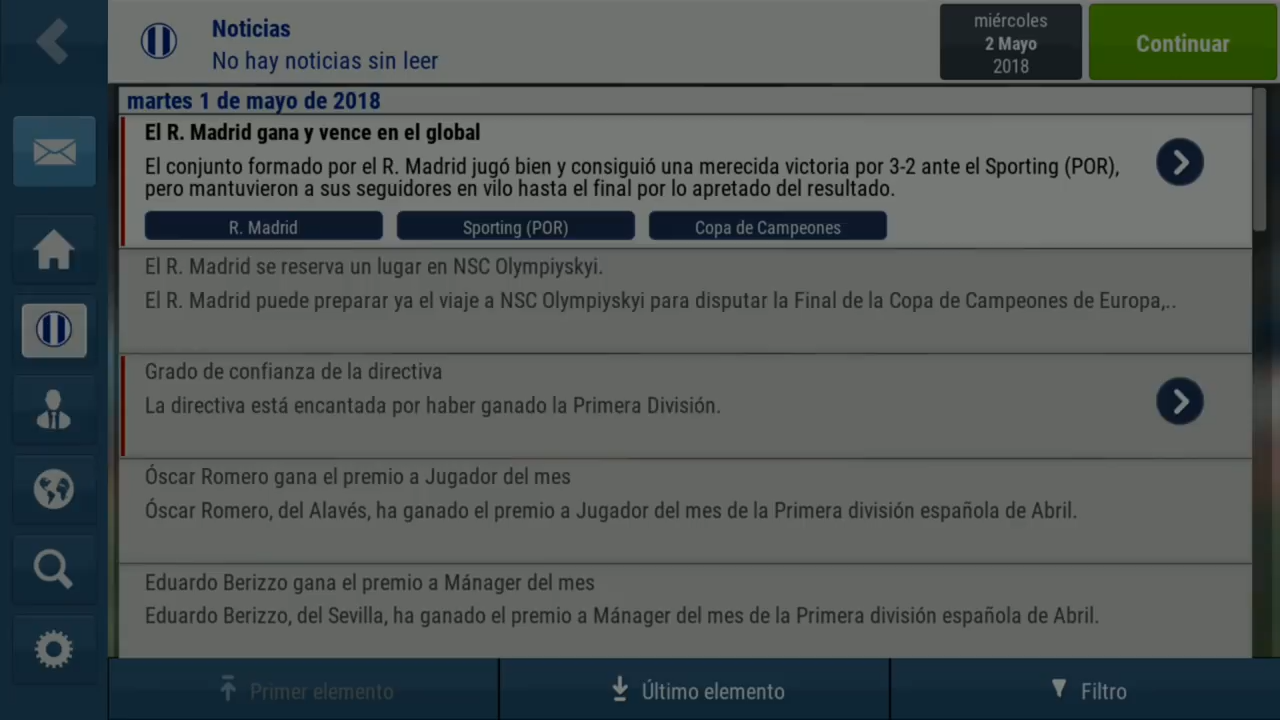 Noticias
No hay noticias sin leer
miércoles
2 Mayo
2018
Continuar
martes 1 de mayo de 2018
El R. Madrid gana y vence en el global
El conjunto formado por el R. Madrid jugó bien y consiguió una merecida victoria por 3-2 ante el Sporting (POR),
pero mantuvieron a sus seguidores en vilo hasta el final por lo apretado del resultado.
R. Madrid
Sporting (POR)
Copa de Campeones
El R. Madrid se reserva un lugar en NSC Olympiyskyi.
El R. Madrid puede preparar ya el viaje a NSC Olympiyskyi para disputar la Final de la Copa de Campeones de Europa,..
Grado de confianza de la directiva
La directiva está encantada por haber ganado la Primera División.
Óscar Romero gana el premio a Jugador del mes
Óscar Romero, del Alavés, ha ganado el premio a Jugador del mes de la Primera división española de Abril.
Eduardo Berizzo gana el premio a Mánager del mes
Eduardo Berizzo, del Sevilla, ha ganado el premio a Mánager del mes de la Primera división española de Abril.
Primer elemento
Último elemento
Filtro